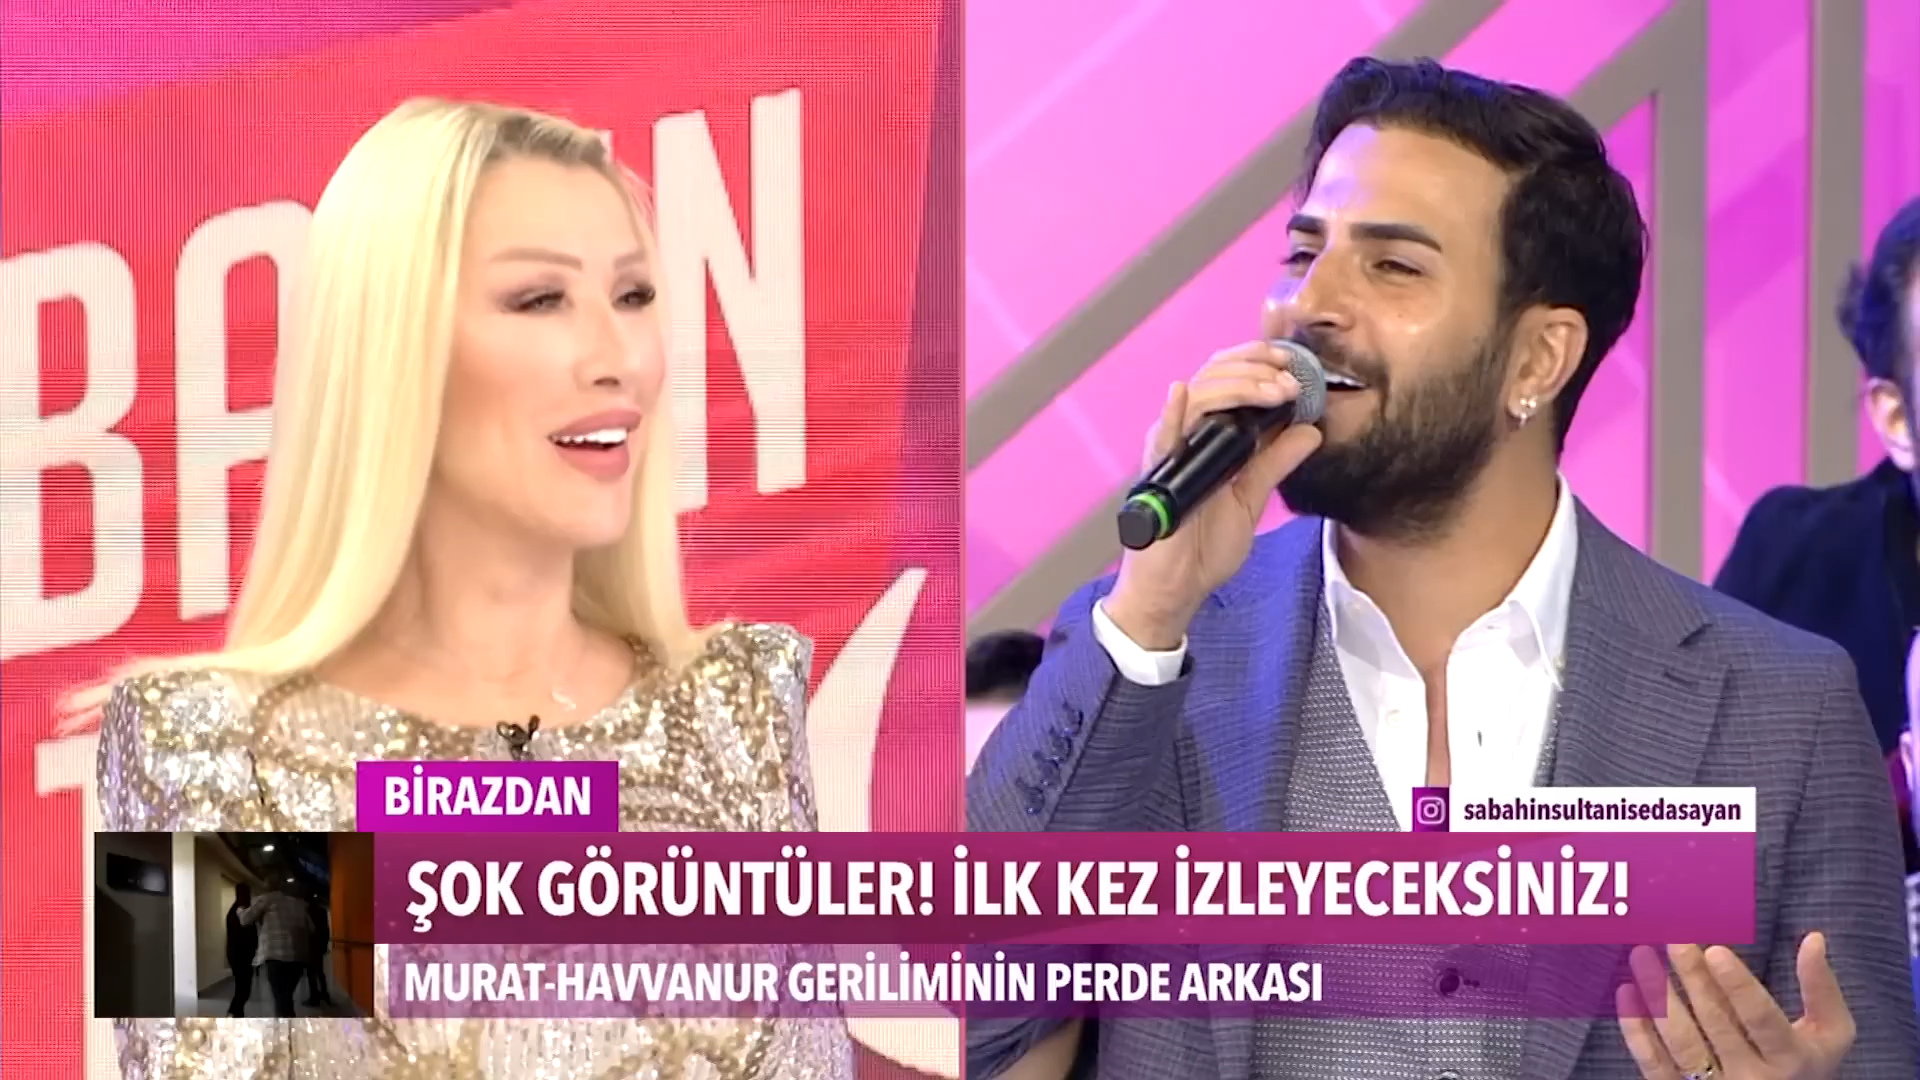 BİRAZDAN
sabahinsultanisedasayan
ŞOK GÖRÜNTÜLER! İLK KEZ İZLEYECEKSİNİZ!
MURAT-HAVVANUR GERİLİMİNİN PERDE ARKASI